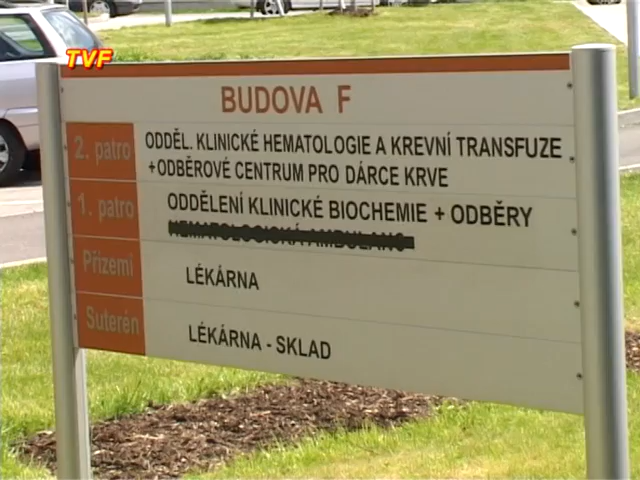 TVF
BUDOVA F
2. patro ODDĚL. KLINICKÉ HEMATOLOGIE A KREVNÍ TRANSFUZE
+ODBĚROVÉ CENTRUM PRO DÁRCE KRVE
1. patro ODDĚLENÍ KLINICKÉ BIOCHEMIE + ODBĚRY
Přízemí LÉKÁRNA
Suterén LÉKÁRNA - SKLAD